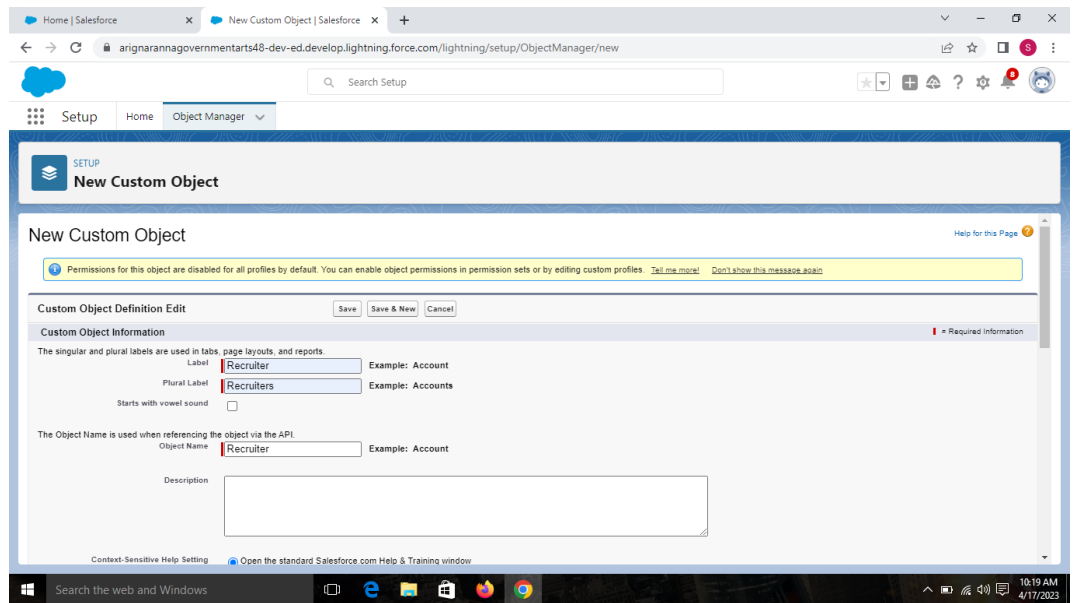 Home | Salesforce
New Custom Object | Salesforce
arignarannagovernmentarts48-dev-ed.develop.lightning.force.com/lightning/setup/ObjectManager/new
S
Search Setup
8
Setup
Home
Object Manager
SETUP
New Custom Object
New Custom Object
Help for this Page
Permissions for this object are disabled for all profiles by default. You can enable object permissions in permission sets or by editing custom profiles. Tell me more! Don't show this message again
Custom Object Definition Edit
Save
Save & New
Cancel
Custom Object Information
= Required Information
The singular and plural labels are used in tabs, page layouts, and reports.
Label Recruiter Example: Account
Plural Label Recruiters Example: Accounts
Starts with vowel sound
The Object Name is used when referencing the object via the API.
Object Name Recruiter Example: Account
Description
Context-Sensitive Help Setting Open the standard Salesforce.com Help & Training window
Search the web and Windows
10:19 AM
4/17/2023